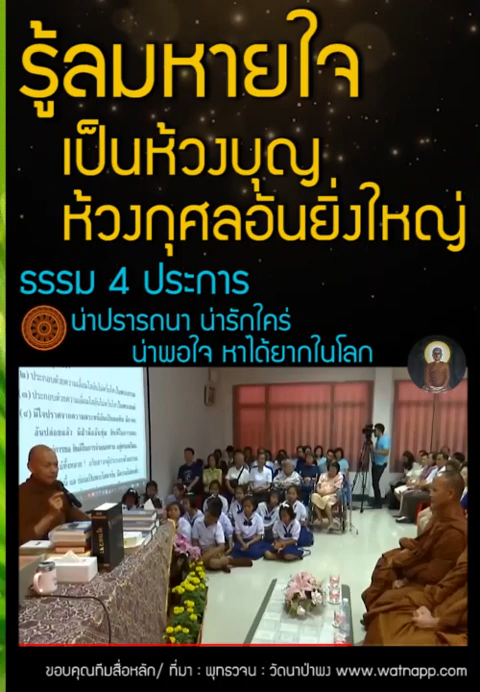 รู้ลมหายใจ
เป็นห้วงบุญ
ห้วงกุศลอันยิ่งใหญ่
ธรรม 4 ประการ
น่าปรารถนา น่ารักใคร่
น่าพอใจ หาได้ยากในโลก
ขอบคุณทีมสื่อหลัก/ ที่มา : พุทธวจน : วัดนาป่าพง www.watnapp.com